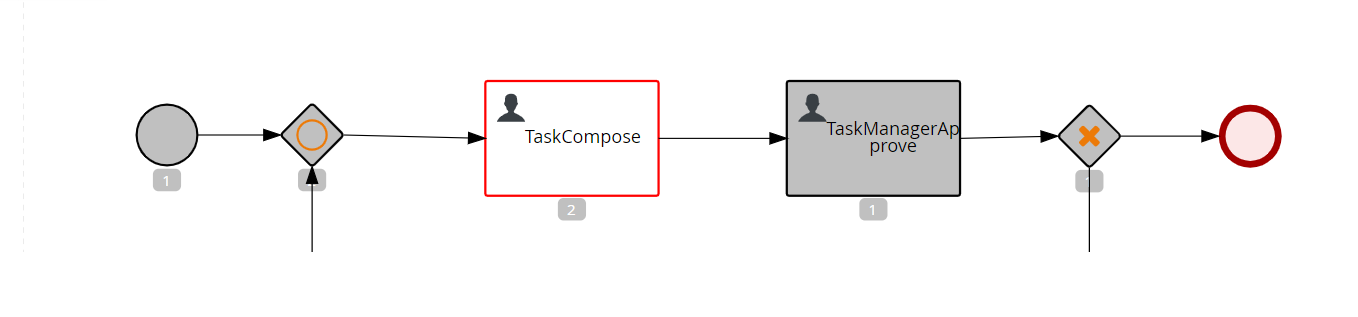 TaskCompose
TaskManagerAp
prove
1
2
1